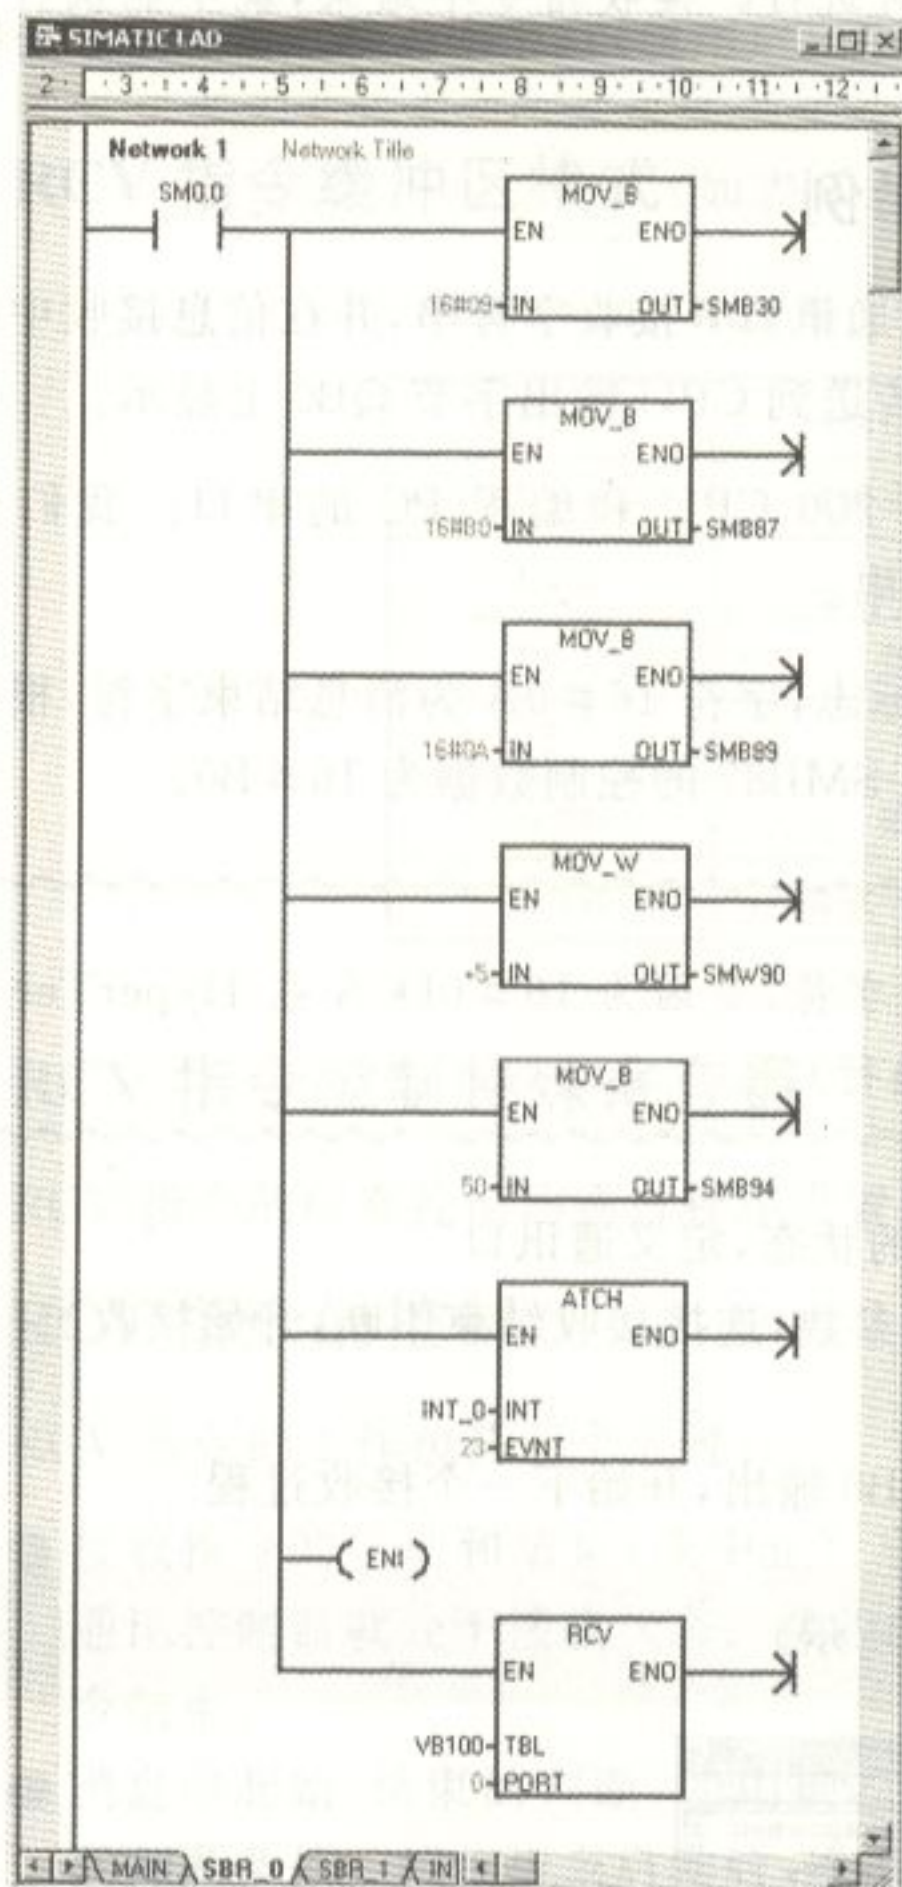 SIMATIC LAD
2 · 3 · 4 · 5 · 6 · 7 · 8 · 9 · 10 · 11 · 12
Network 1 Network Title
SM0.0
MOV_B
EN ENO
16#09 IN OUT SMB30
MOV_B
EN ENO
16#B0 IN OUT SMB87
MOV_B
EN ENO
16#0A IN OUT SMB89
MOV_W
EN ENO
+5 IN OUT SMW90
MOV_B
EN ENO
50 IN OUT SMB94
ATCH
EN ENO
INT_0 INT
23 EVNT
( ENI )
RCV
EN ENO
VB100 TBL
0 PORT
MAIN SBR_0 SBR_1 IN